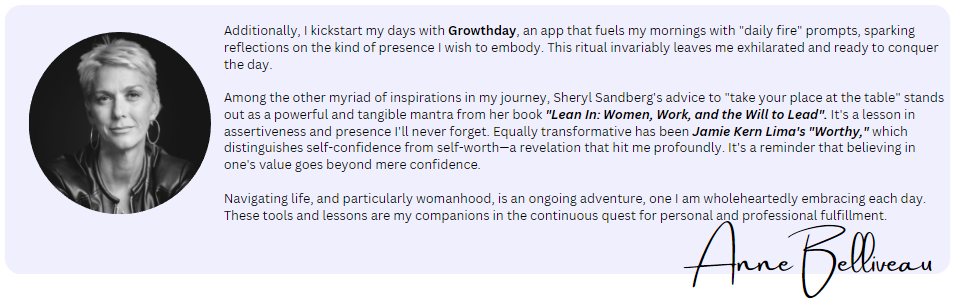 Additionally, I kickstart my days with Growthday, an app that fuels my mornings with "daily fire" prompts, sparking
reflections on the kind of presence I wish to embody. This ritual invariably leaves me exhilarated and ready to conquer
the day.
Among the other myriad of inspirations in my journey, Sheryl Sandberg's advice to "take your place at the table" stands
out as a powerful and tangible mantra from her book "Lean In: Women, Work, and the Will to Lead". It's a lesson in
assertiveness and presence I'll never forget. Equally transformative has been Jamie Kern Lima's "Worthy," which
distinguishes self-confidence from self-worth—a revelation that hit me profoundly. It's a reminder that believing in
one's value goes beyond mere confidence.
Navigating life, and particularly womanhood, is an ongoing adventure, one I am wholeheartedly embracing each day.
These tools and lessons are my companions in the continuous quest for personal and professional fulfillment.
Anne Belliveau